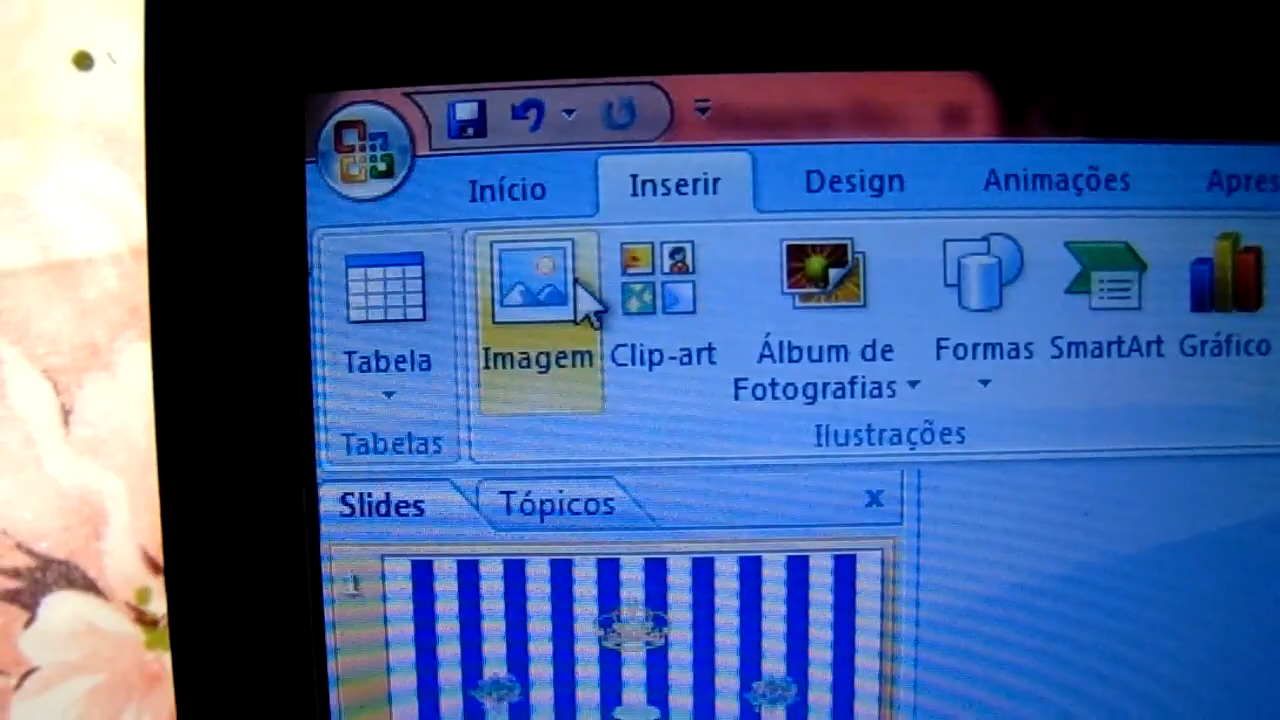 Início Inserir Design Animações Apres
Tabela Imagem Clip-art Álbum de Fotografias Formas SmartArt Gráfico
Tabelas Ilustrações
Slides Tópicos x
1